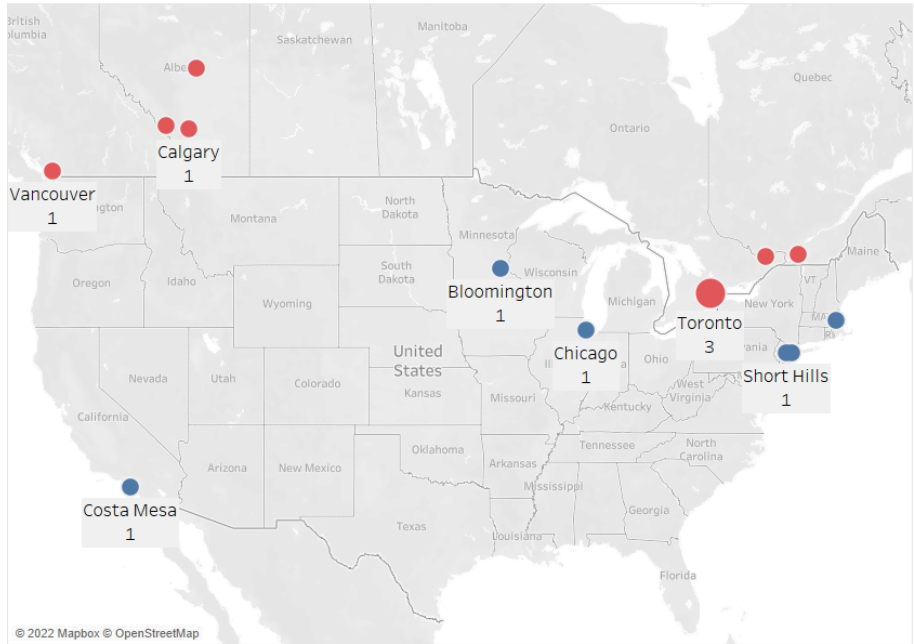 British
Columbia
Saskatchewan
Manitoba
Albe
Quebec
Ontario
Calgary
1
Vancouver
1
ngton
Montana
North
Dakota
Minnesota
Maine
Oregon
Idaho
South
Dakota
Wisconsin
Bloomington
1
Michigan
VT
New York
Wyoming
Toronto
3
MA
RI
Chicago
1
Ohio
vania
Nevada
Utah
United
States
Short Hills
1
Colorado
Kansas
Missouri
West
Virginia
Kentucky
California
Tennessee
North
Carolina
Oklahoma
Arizona
New Mexico
Arkansas
Mississippi
Costa Mesa
1
Texas
Georgia
Louisiana
Florida
© 2022 Mapbox © OpenStreetMap